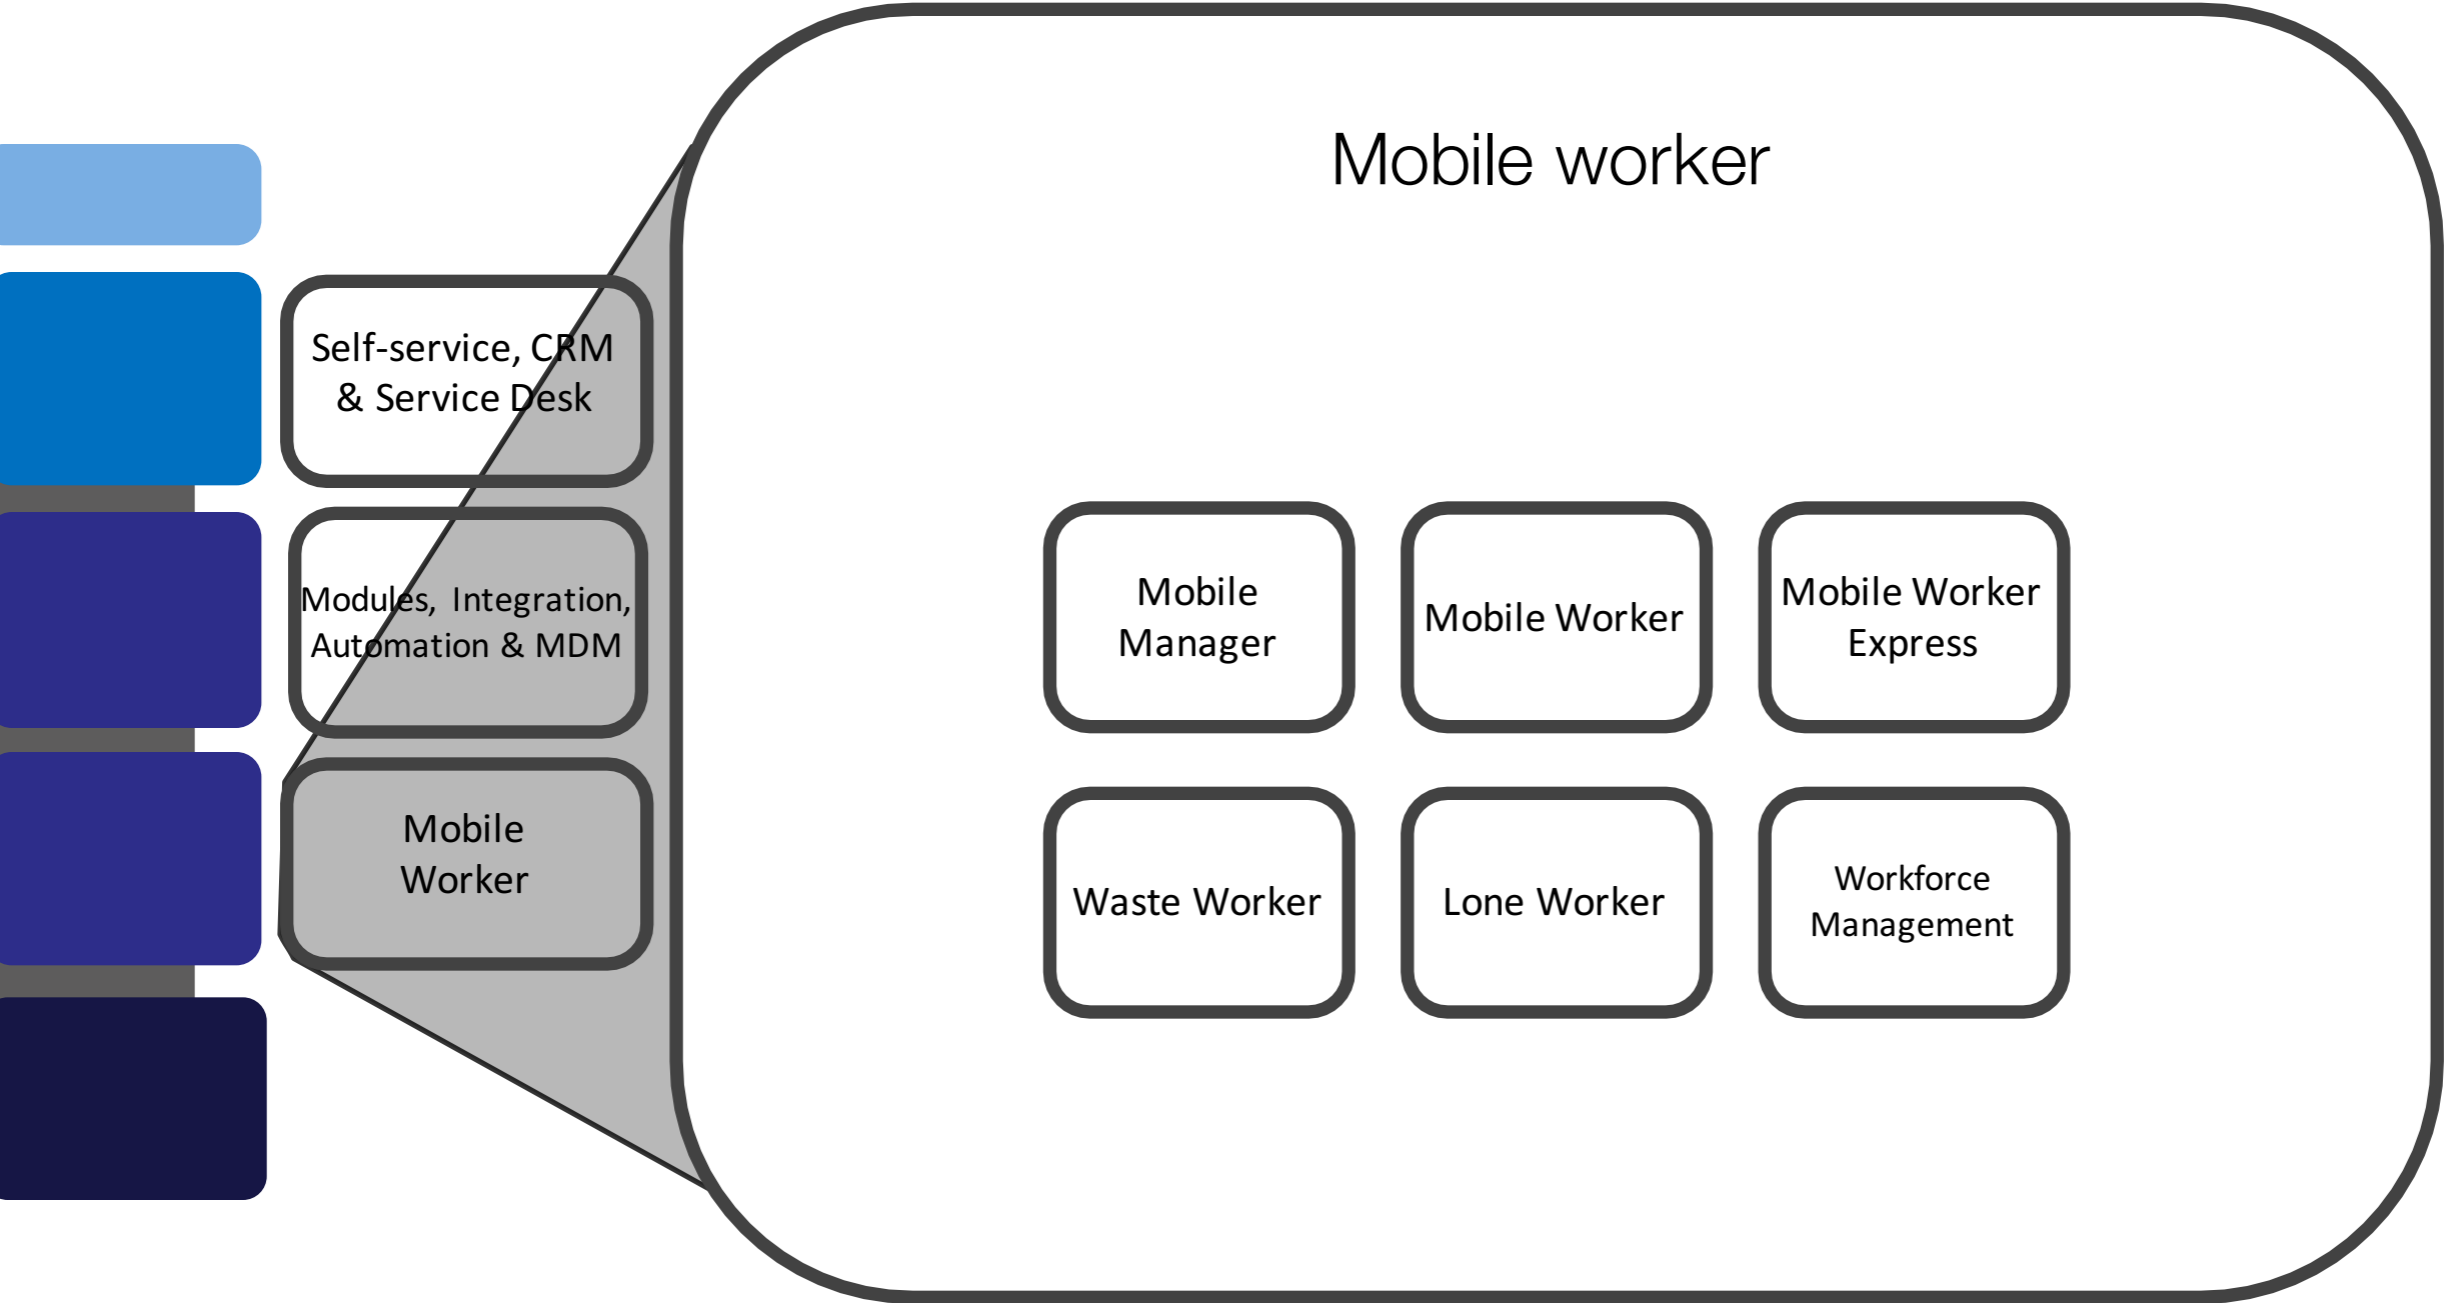 Mobile worker
Self-service, CRM
& Service Desk
Modules, Integration,
Automation & MDM
Mobile
Worker
Mobile
Manager
Mobile Worker
Mobile Worker
Express
Waste Worker
Lone Worker
Workforce
Management